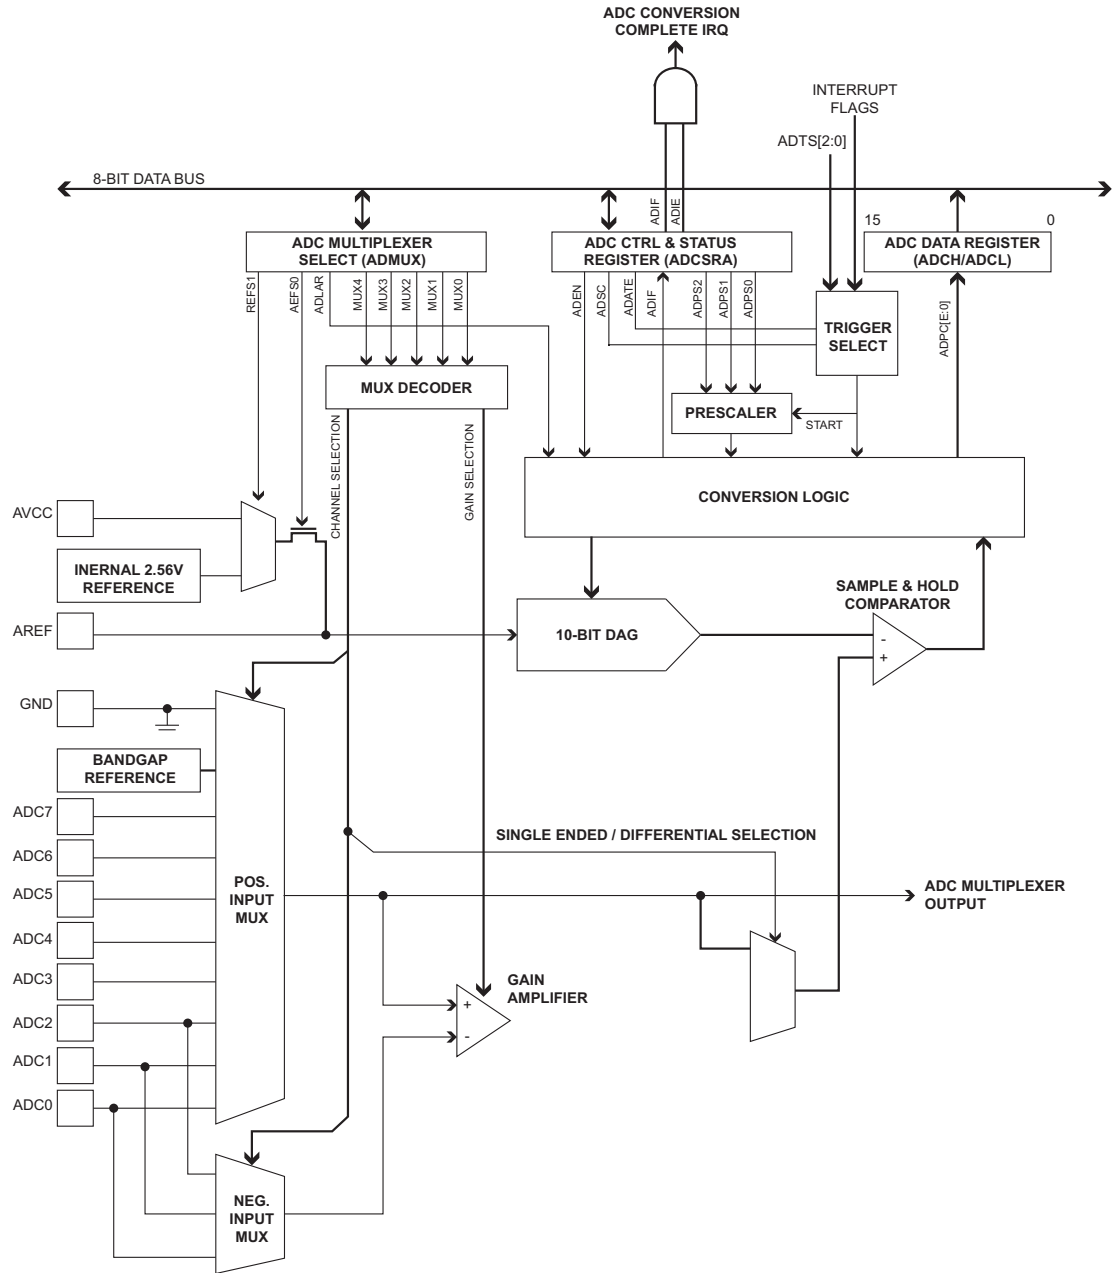 ADC CONVERSION
COMPLETE IRQ
INTERRUPT
FLAGS
ADTS[2:0]
8-BIT DATA BUS
ADIF
ADIE
15
0
ADC MULTIPLEXER
SELECT (ADMUX)
ADC CTRL & STATUS
REGISTER (ADCSRA)
ADC DATA REGISTER
(ADCH/ADCL)
REFS1
AEFS0
ADLAR
MUX4
MUX3
MUX2
MUX1
MUX0
ADEN
ADSC
ADATE
ADIF
ADPS2
ADPS1
ADPS0
ADPC[E:0]
TRIGGER
SELECT
MUX DECODER
PRESCALER
START
CHANNEL SELECTION
GAIN SELECTION
CONVERSION LOGIC
AVCC
INERNAL 2.56V
REFERENCE
SAMPLE & HOLD
COMPARATOR
AREF
10-BIT DAG
-
+
GND
BANDGAP
REFERENCE
ADC7
SINGLE ENDED / DIFFERENTIAL SELECTION
ADC6
ADC5
POS.
INPUT
MUX
ADC MULTIPLEXER
OUTPUT
ADC4
ADC3
GAIN
AMPLIFIER
+
-
ADC2
ADC1
ADC0
NEG.
INPUT
MUX